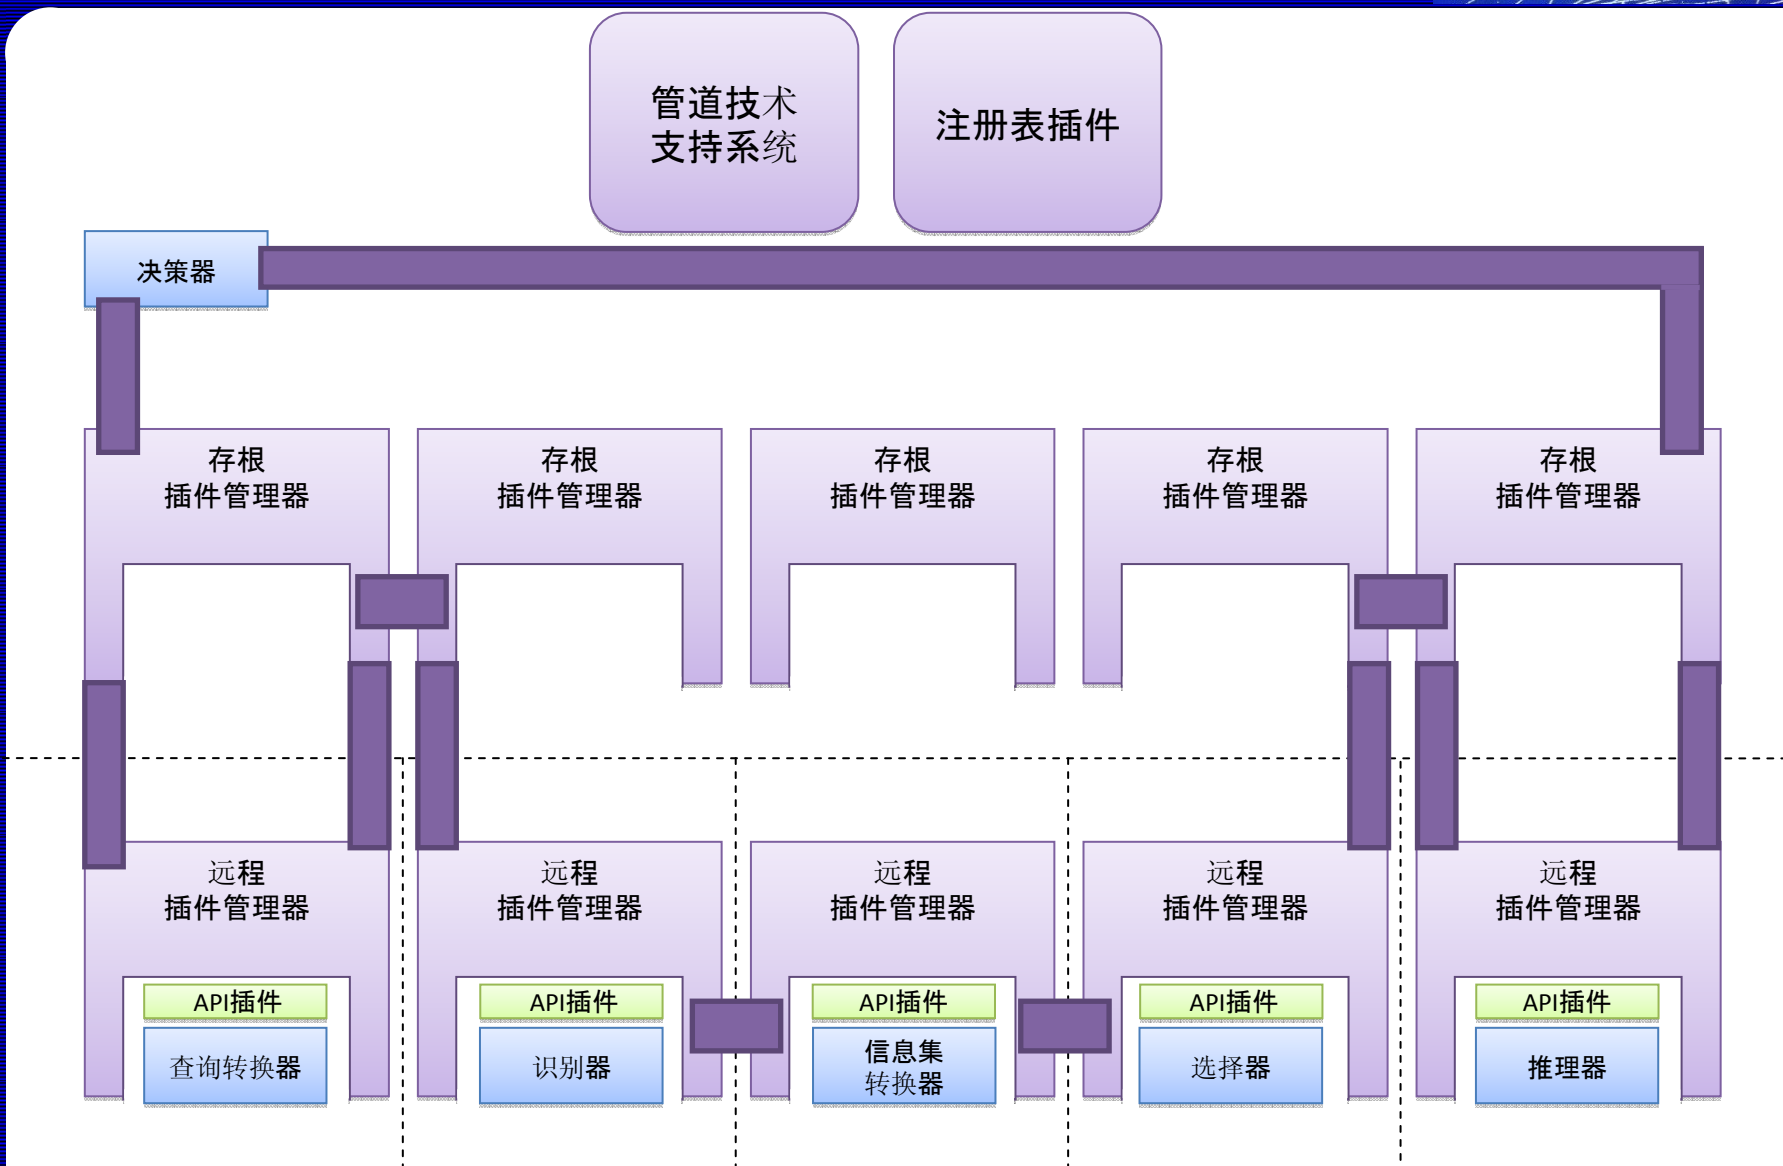 管道技术
支持系统
注册表插件
决策器
存根
插件管理器
存根
插件管理器
存根
插件管理器
存根
插件管理器
存根
插件管理器
远程
插件管理器
远程
插件管理器
远程
插件管理器
远程
插件管理器
远程
插件管理器
API插件
API插件
API插件
API插件
API插件
查询转换器
识别器
信息集
转换器
选择器
推理器